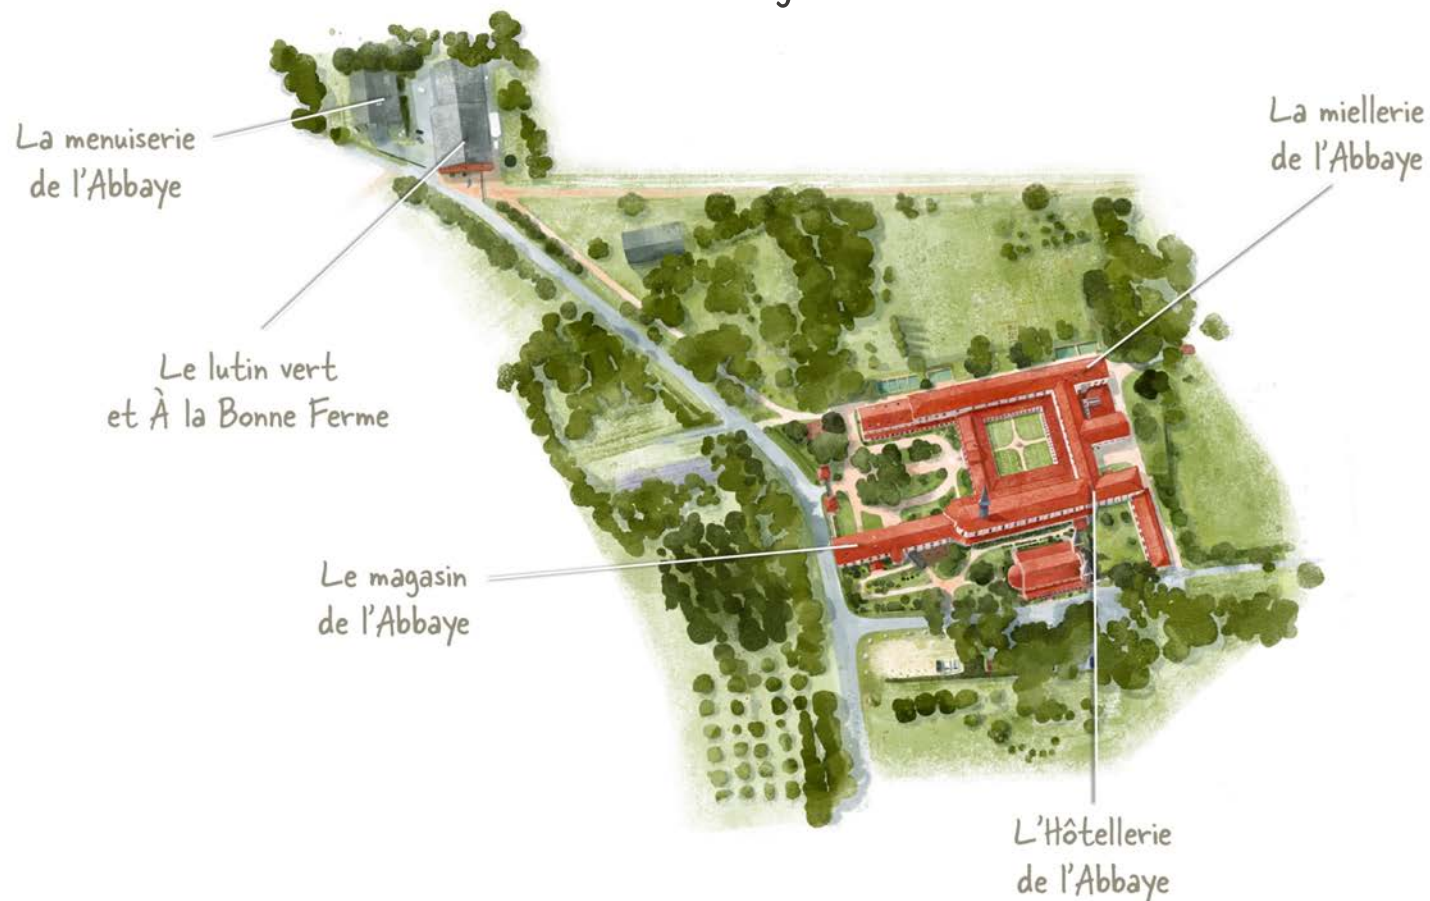 La menuiserie
de l'Abbaye
La miellerie
de l'Abbaye
Le lutin vert
et À la Bonne Ferme
Le magasin
de l'Abbaye
L'Hôtellerie
de l'Abbaye